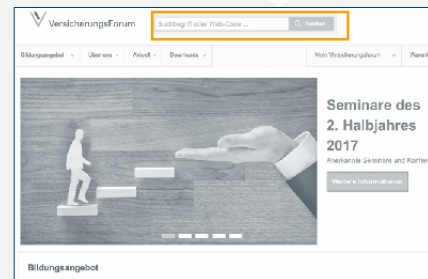 VersicherungsForum
Suchbegriff oder Web-Code ...
Suchen
Bildungsangebot
Über uns
Aktuell
Downloads
Mein Versicherungsforum
Seminare des
2. Halbjahres
2017
Anerkannte Seminare und
Weitere Informationen
Bildungsangebot